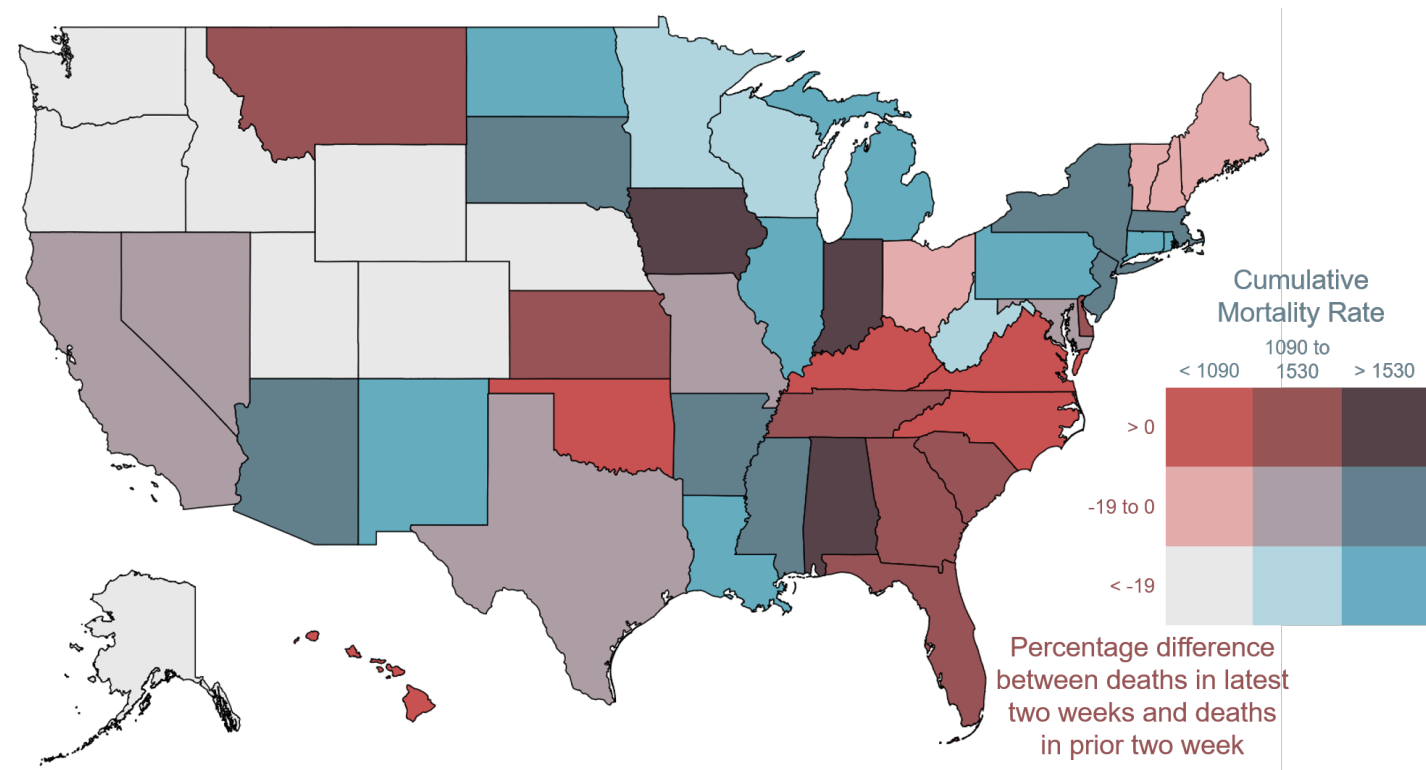 Cumulative
Mortality Rate
< 1090
1090 to
1530
> 1530
> 0
-19 to 0
< -19
Percentage difference
between deaths in latest
two weeks and deaths
in prior two week